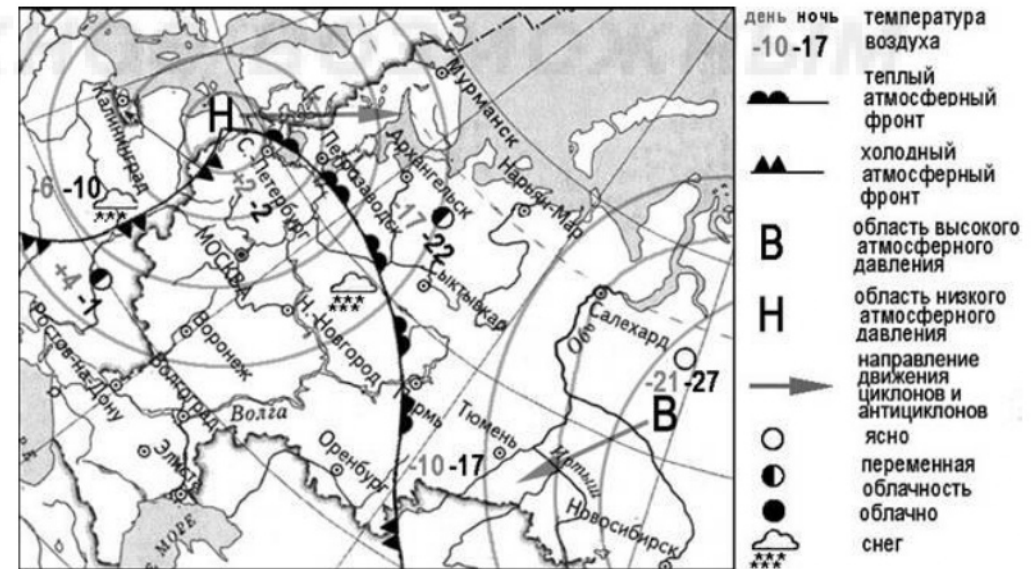 Мурманск
Калининград
Н
С.-Петербург
Петрозаводск
Архангельск
Нарьян-Мар
-6 -10
+2
-2
-17
-22
МОСКВА
Сыктывкар
+4
-1
Н.-Новгород
Салехард
Обь
Воронеж
Ростов-на-Дону
Волгоград
Волга
-21 -27
В
Пермь
Тюмень
Элиста
Оренбург
-10 -17
Иртыш
Новосибирск
МОРЕ
день ночь
-10 -17
температура
воздуха
теплый
атмосферный
фронт
холодный
атмосферный
фронт
В
область высокого
атмосферного
давления
Н
область низкого
атмосферного
давления
направление
движения
циклонов и
антициклонов
ясно
переменная
облачность
облачно
снег